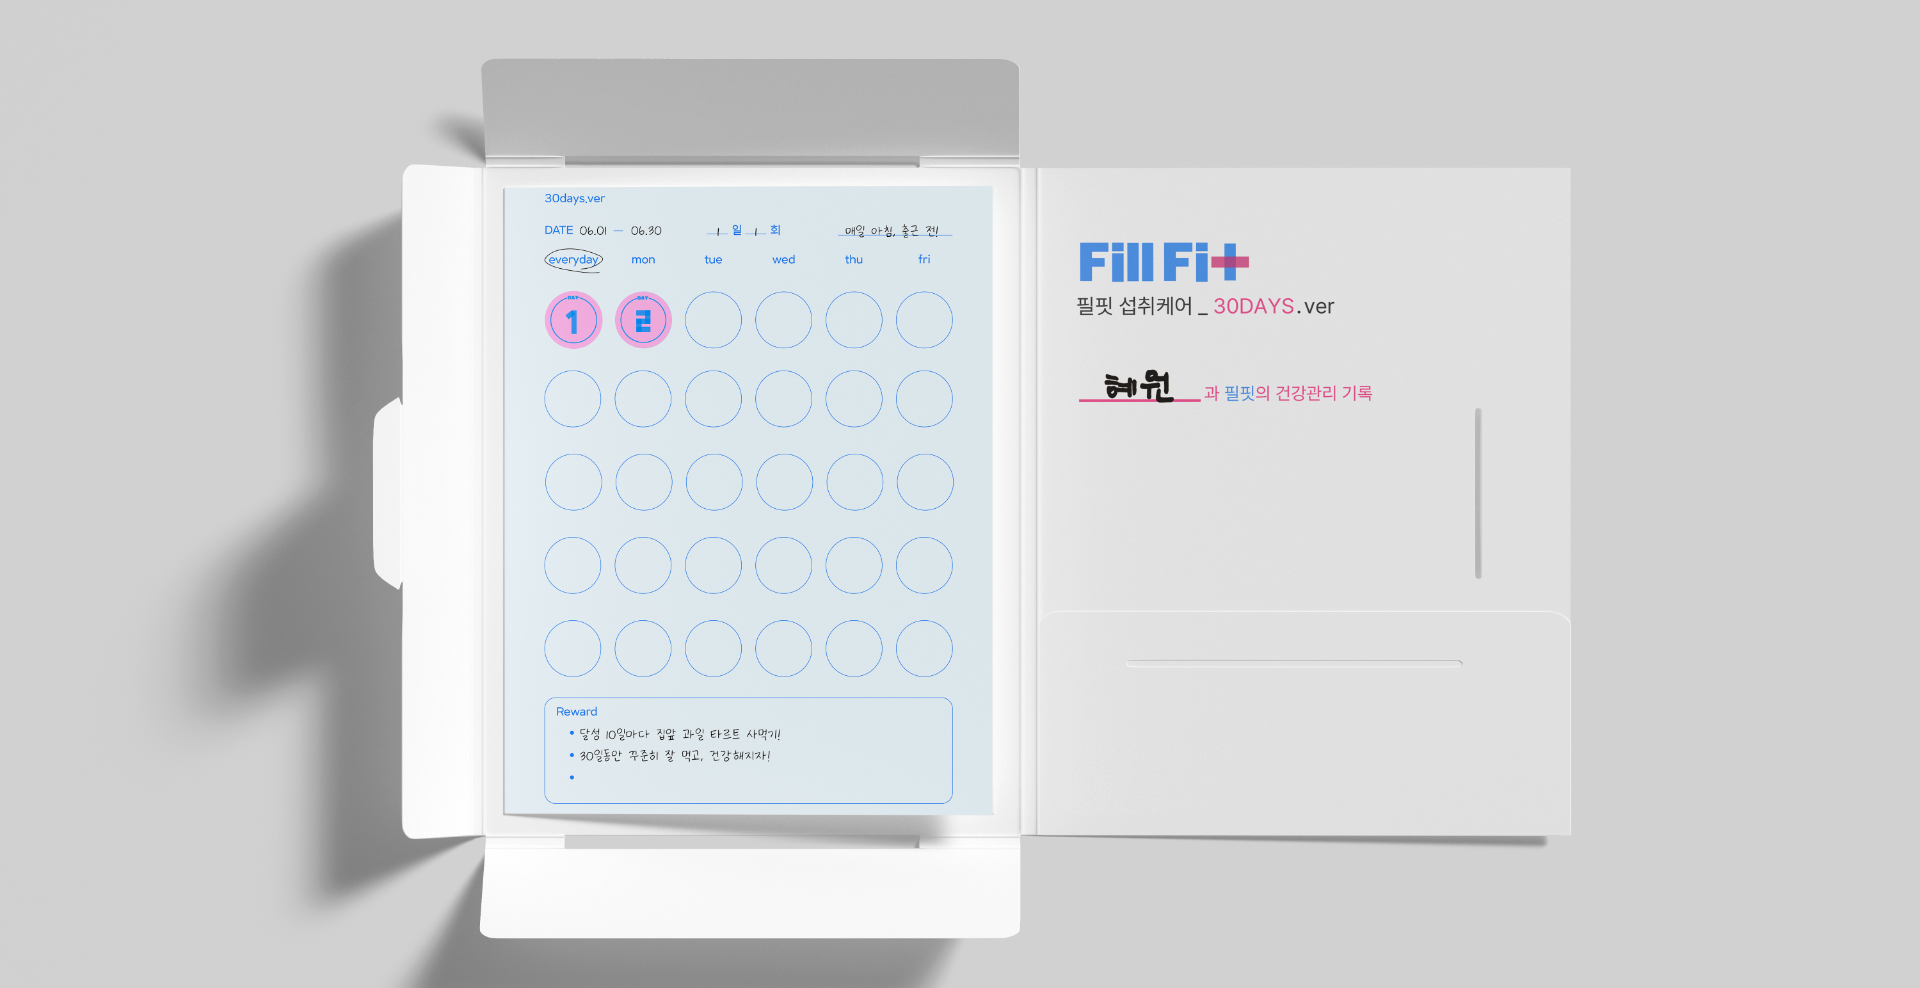 30days.ver
DATE 06.01 — 06.30 1 일 1 회 매일 아침, 출근 전!
everyday mon tue wed thu fri
DAY DAY
1 2
Reward
• 달성 10일마다 집앞 과일 타르트 사먹기!
• 30일동안 꾸준히 잘 먹고, 건강해지자!
•
Fill Fit
필핏 섭취케어 _ 30DAYS.ver
혜원 과 필핏의 건강관리 기록